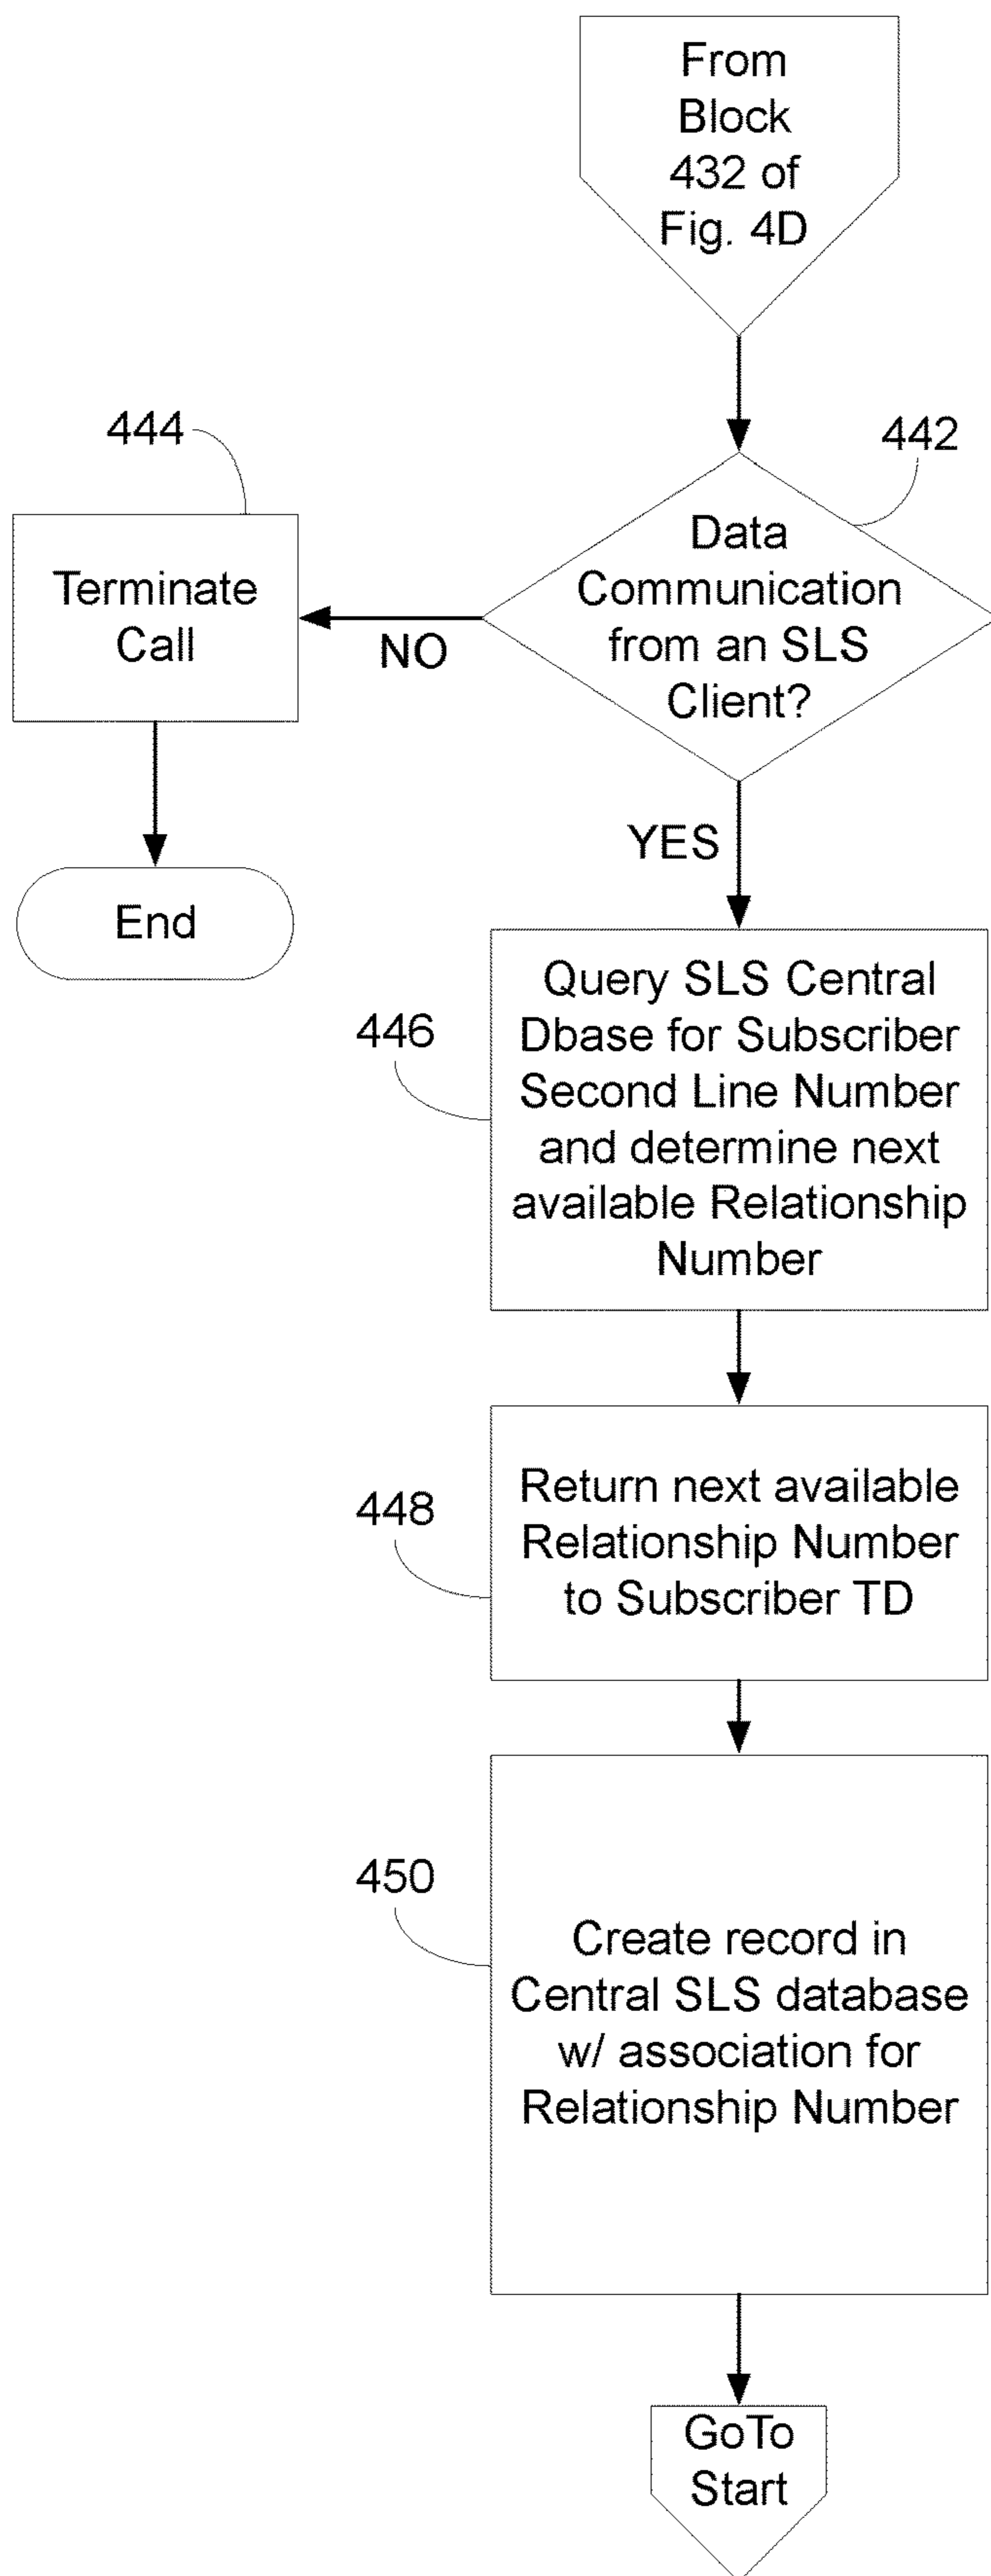 From
Block
432 of
Fig. 4D
444
442
Data
Communication
from an SLS
Client?
Terminate
Call
NO
YES
End
446
Query SLS Central
Dbase for Subscriber
Second Line Number
and determine next
available Relationship
Number
448
Return next available
Relationship Number
to Subscriber TD
450
Create record in
Central SLS database
w/ association for
Relationship Number
GoTo
Start